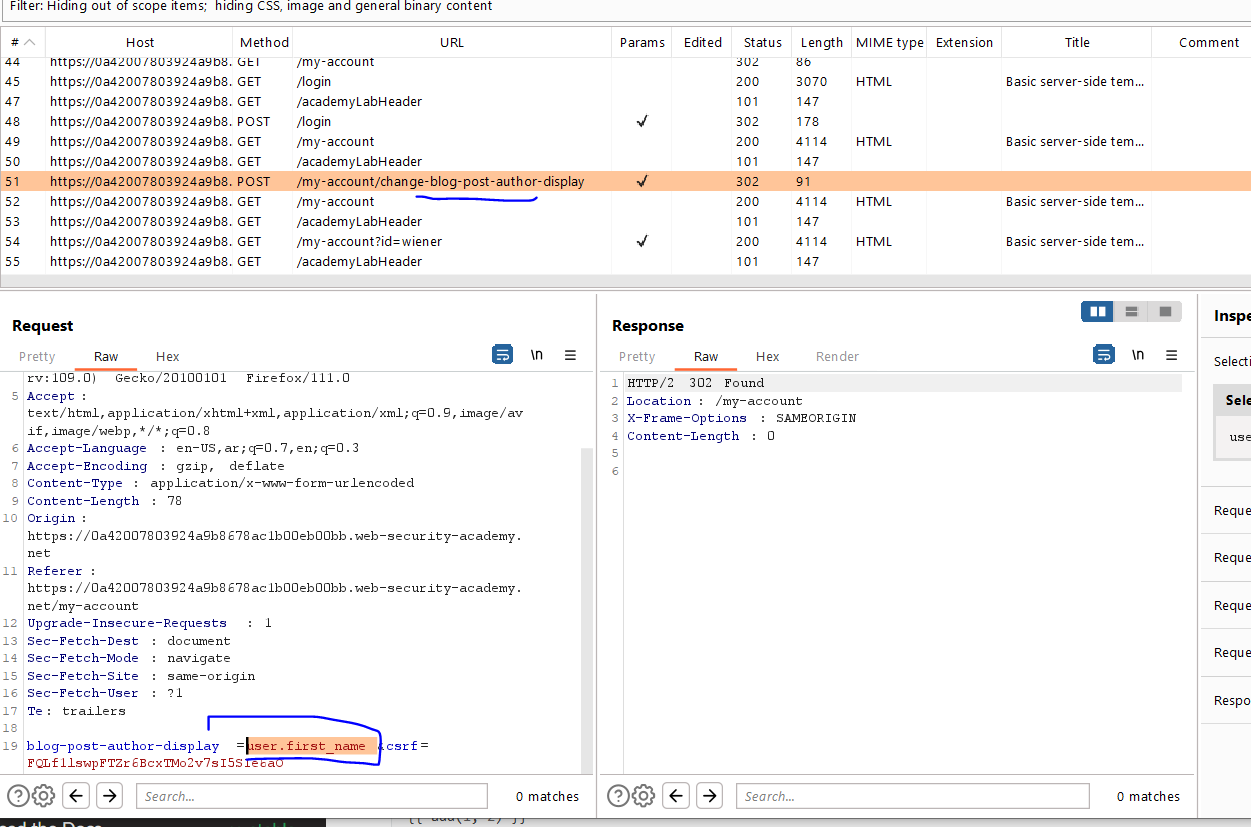 Filter: Hiding out of scope items; hiding CSS, image and general binary content
# Host Method URL Params Edited Status Length MIME type Extension Title Comment
44 https://0a42007803924a9b8. GET /my-account 302 86
45 https://0a42007803924a9b8. GET /login 200 3070 HTML Basic server-side tem...
47 https://0a42007803924a9b8. GET /academyLabHeader 101 147
48 https://0a42007803924a9b8. POST /login ✓ 302 178
49 https://0a42007803924a9b8. GET /my-account 200 4114 HTML Basic server-side tem...
50 https://0a42007803924a9b8. GET /academyLabHeader 101 147
51 https://0a42007803924a9b8. POST /my-account/change-blog-post-author-display ✓ 302 91
52 https://0a42007803924a9b8. GET /my-account 200 4114 HTML Basic server-side tem...
53 https://0a42007803924a9b8. GET /academyLabHeader 101 147
54 https://0a42007803924a9b8. GET /my-account?id=wiener ✓ 200 4114 HTML Basic server-side tem...
55 https://0a42007803924a9b8. GET /academyLabHeader 101 147
Request
Pretty Raw Hex \n
rv:109.0) Gecko/20100101 Firefox/111.0
5 Accept :
text/html,application/xhtml+xml,application/xml;q=0.9,image/av
if,image/webp,*/*;q=0.8
6 Accept-Language : en-US,ar;q=0.7,en;q=0.3
7 Accept-Encoding : gzip, deflate
8 Content-Type : application/x-www-form-urlencoded
9 Content-Length : 78
10 Origin :
https://0a42007803924a9b8678ac1b00eb00bb.web-security-academy.
net
11 Referer :
https://0a42007803924a9b8678ac1b00eb00bb.web-security-academy.
net/my-account
12 Upgrade-Insecure-Requests : 1
13 Sec-Fetch-Dest : document
14 Sec-Fetch-Mode : navigate
15 Sec-Fetch-Site : same-origin
16 Sec-Fetch-User : ?1
17 Te: trailers
18
19 blog-post-author-display =user.first_name &csrf=
Search... 0 matches
Response
Pretty Raw Hex Render \n
1 HTTP/2 302 Found
2 Location : /my-account
3 X-Frame-Options : SAMEORIGIN
4 Content-Length : 0
5
6
Search... 0 matches
Inspe
Selecti
Sele
use
Reque
Reque
Reque
Reque
Respo